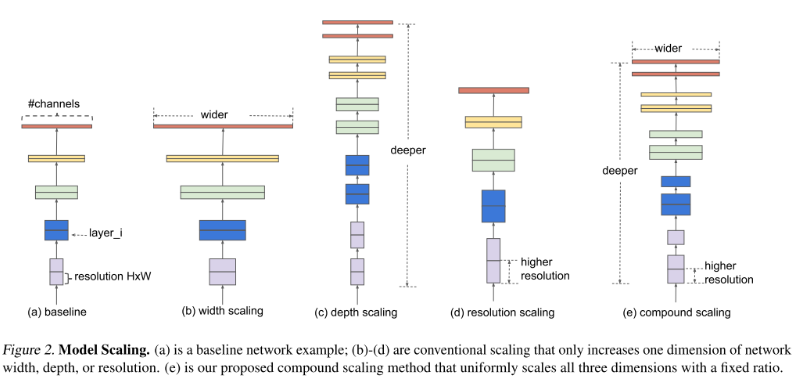 #channels
layer_i
resolution HxW
(a) baseline
wider
(b) width scaling
deeper
(c) depth scaling
higher
resolution
(d) resolution scaling
wider
deeper
higher
resolution
(e) compound scaling
Figure 2. Model Scaling. (a) is a baseline network example; (b)-(d) are conventional scaling that only increases one dimension of network
width, depth, or resolution. (e) is our proposed compound scaling method that uniformly scales all three dimensions with a fixed ratio.